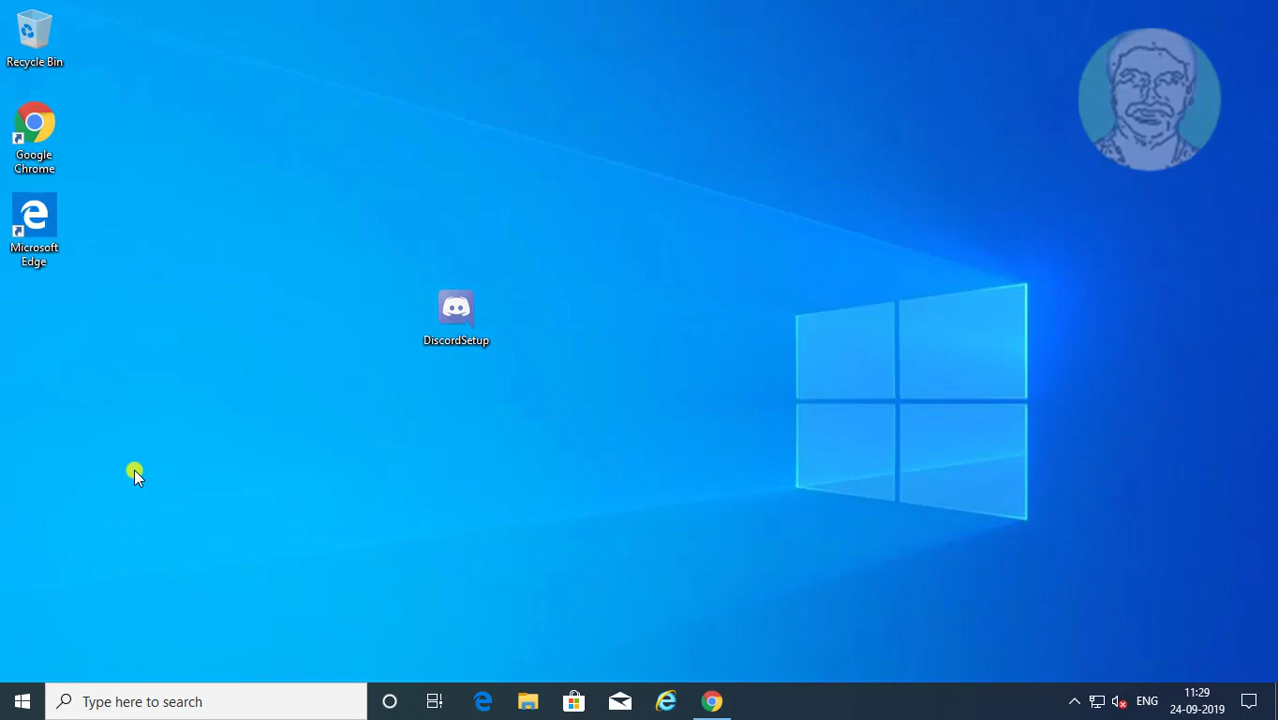 Recycle Bin
Google
Chrome
Microsoft
Edge
DiscordSetup
Type here to search
ENG
11:29
24-09-2019